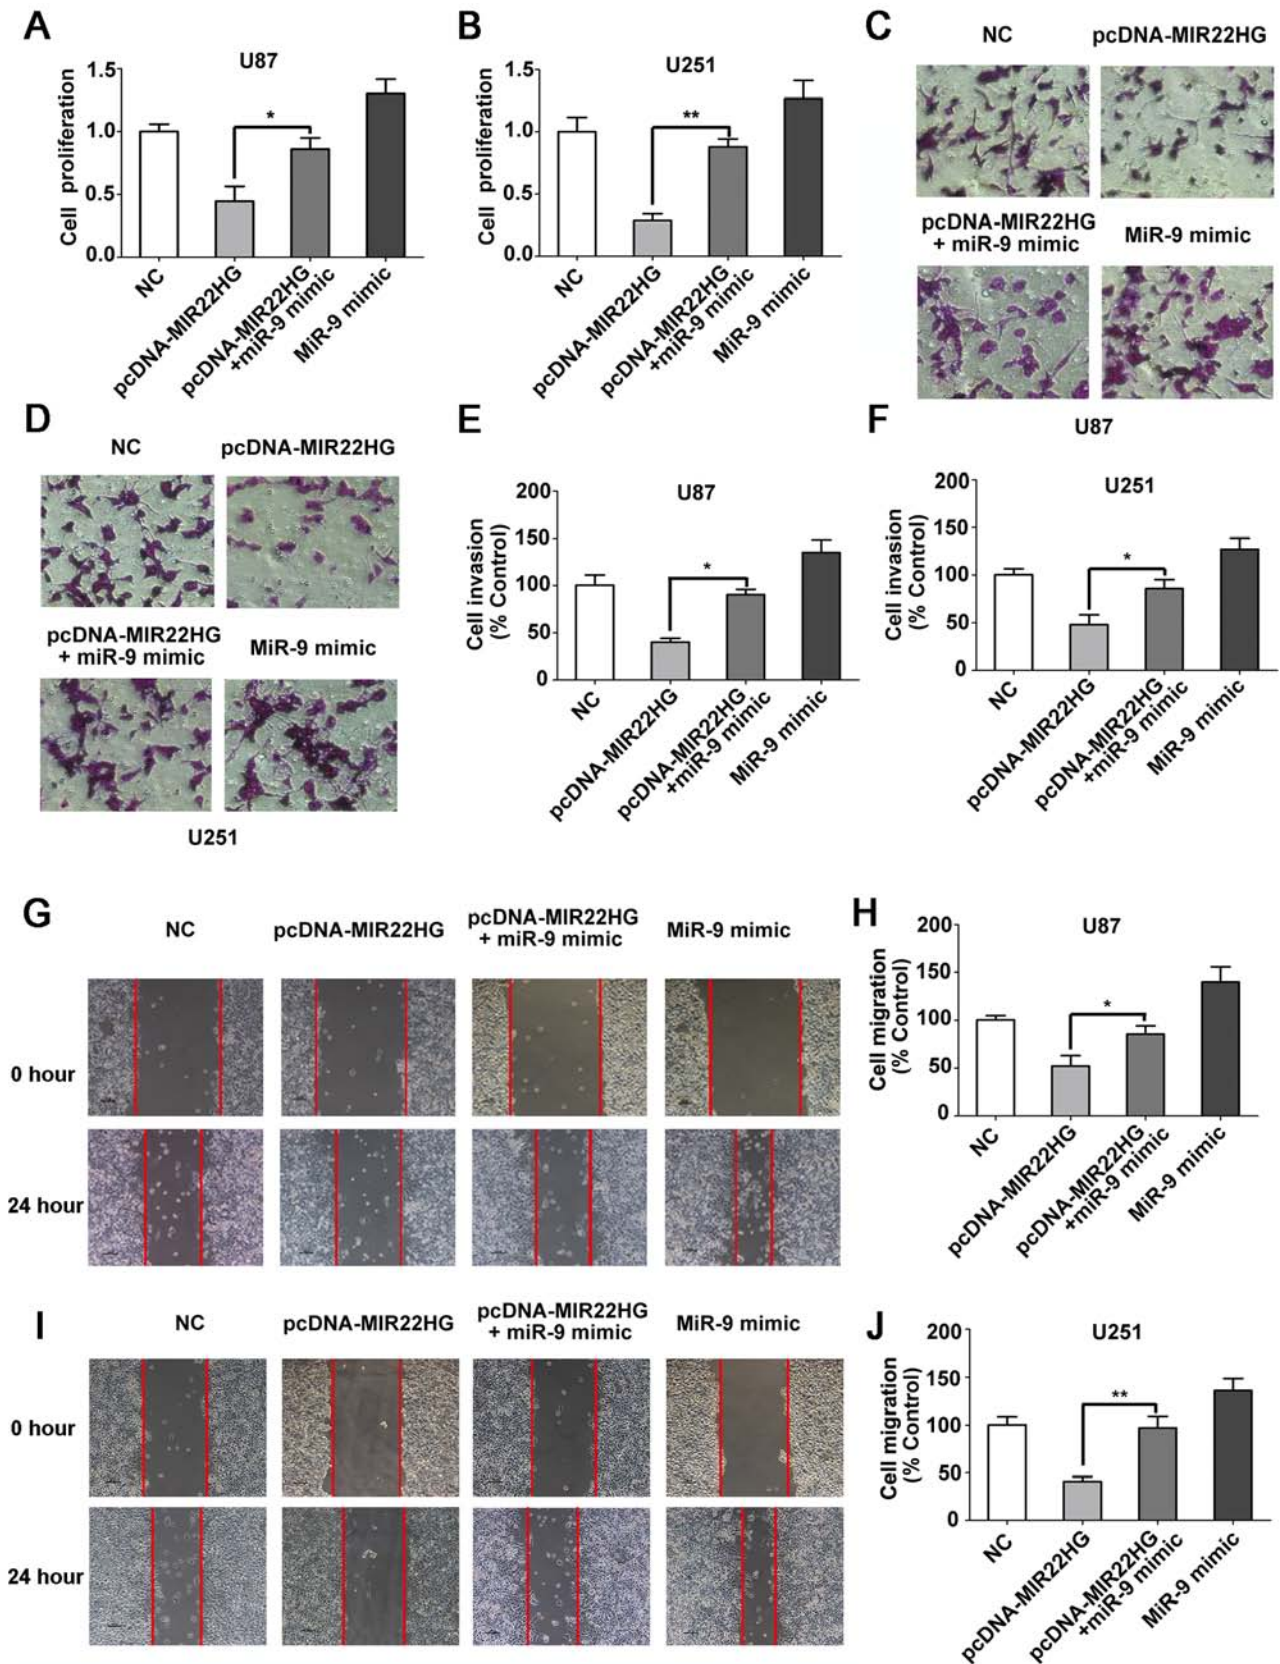 A
U87
Cell proliferation
1.5
1.0
0.5
0.0
*
NC
pcDNA-MIR22HG
pcDNA-MIR22HG
+miR-9 mimic
MiR-9 mimic
B
U251
Cell proliferation
1.5
1.0
0.5
0.0
**
NC
pcDNA-MIR22HG
pcDNA-MIR22HG
+miR-9 mimic
MiR-9 mimic
C
NC
pcDNA-MIR22HG
pcDNA-MIR22HG
+ miR-9 mimic
MiR-9 mimic
U87
D
NC
pcDNA-MIR22HG
pcDNA-MIR22HG
+ miR-9 mimic
MiR-9 mimic
U251
E
U87
Cell invasion
(% Control)
200
150
100
50
0
*
NC
pcDNA-MIR22HG
pcDNA-MIR22HG
+miR-9 mimic
MiR-9 mimic
F
U251
Cell invasion
(% Control)
200
150
100
50
0
*
NC
pcDNA-MIR22HG
pcDNA-MIR22HG
+miR-9 mimic
MiR-9 mimic
G
NC
pcDNA-MIR22HG
pcDNA-MIR22HG
+ miR-9 mimic
MiR-9 mimic
0 hour
24 hour
H
U87
Cell migration
(% Control)
200
150
100
50
0
*
NC
pcDNA-MIR22HG
pcDNA-MIR22HG
+miR-9 mimic
MiR-9 mimic
I
NC
pcDNA-MIR22HG
pcDNA-MIR22HG
+ miR-9 mimic
MiR-9 mimic
0 hour
24 hour
J
U251
Cell migration
(% Control)
200
150
100
50
0
**
NC
pcDNA-MIR22HG
pcDNA-MIR22HG
+miR-9 mimic
MiR-9 mimic